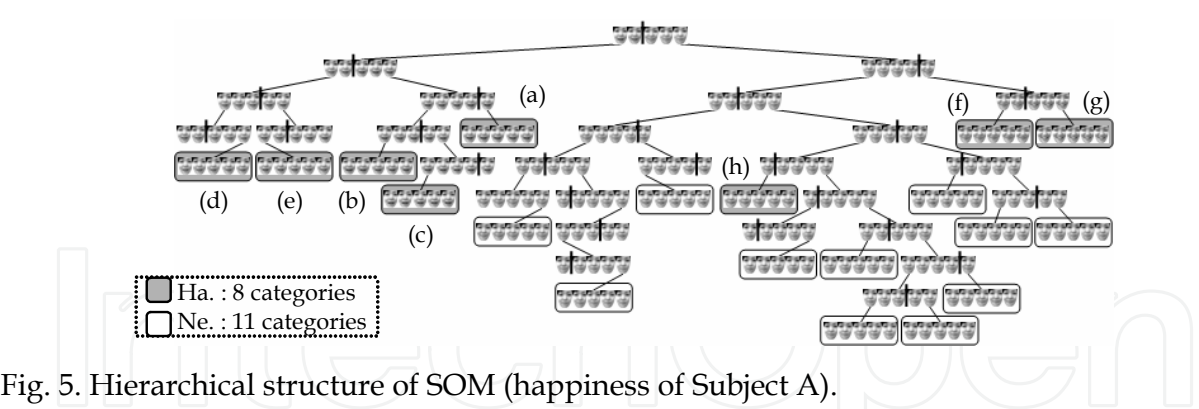 (a)
(f)
(g)
(h)
(d)
(e)
(b)
(c)
Ha. : 8 categories
Ne. : 11 categories
Fig. 5. Hierarchical structure of SOM (happiness of Subject A).